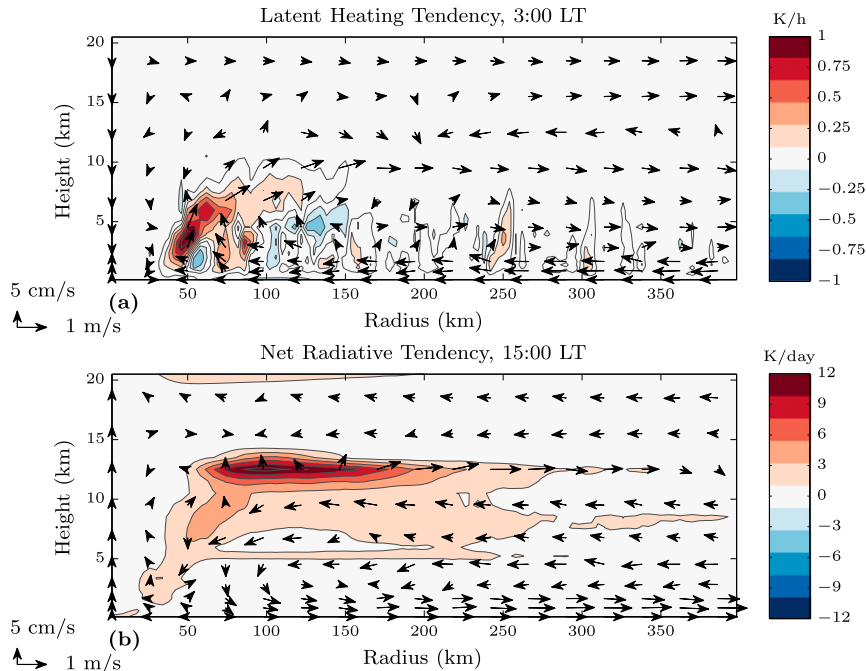 Latent Heating Tendency, 3:00 LT
K/h
20
15
10
5
Height (km)
1
0.75
0.5
0.25
0
−0.25
−0.5
−0.75
−1
50 100 150 200 250 300 350
(a)
Radius (km)
5 cm/s
1 m/s
Net Radiative Tendency, 15:00 LT
K/day
20
15
10
5
Height (km)
12
9
6
3
0
−3
−6
−9
−12
50 100 150 200 250 300 350
(b)
Radius (km)
5 cm/s
1 m/s